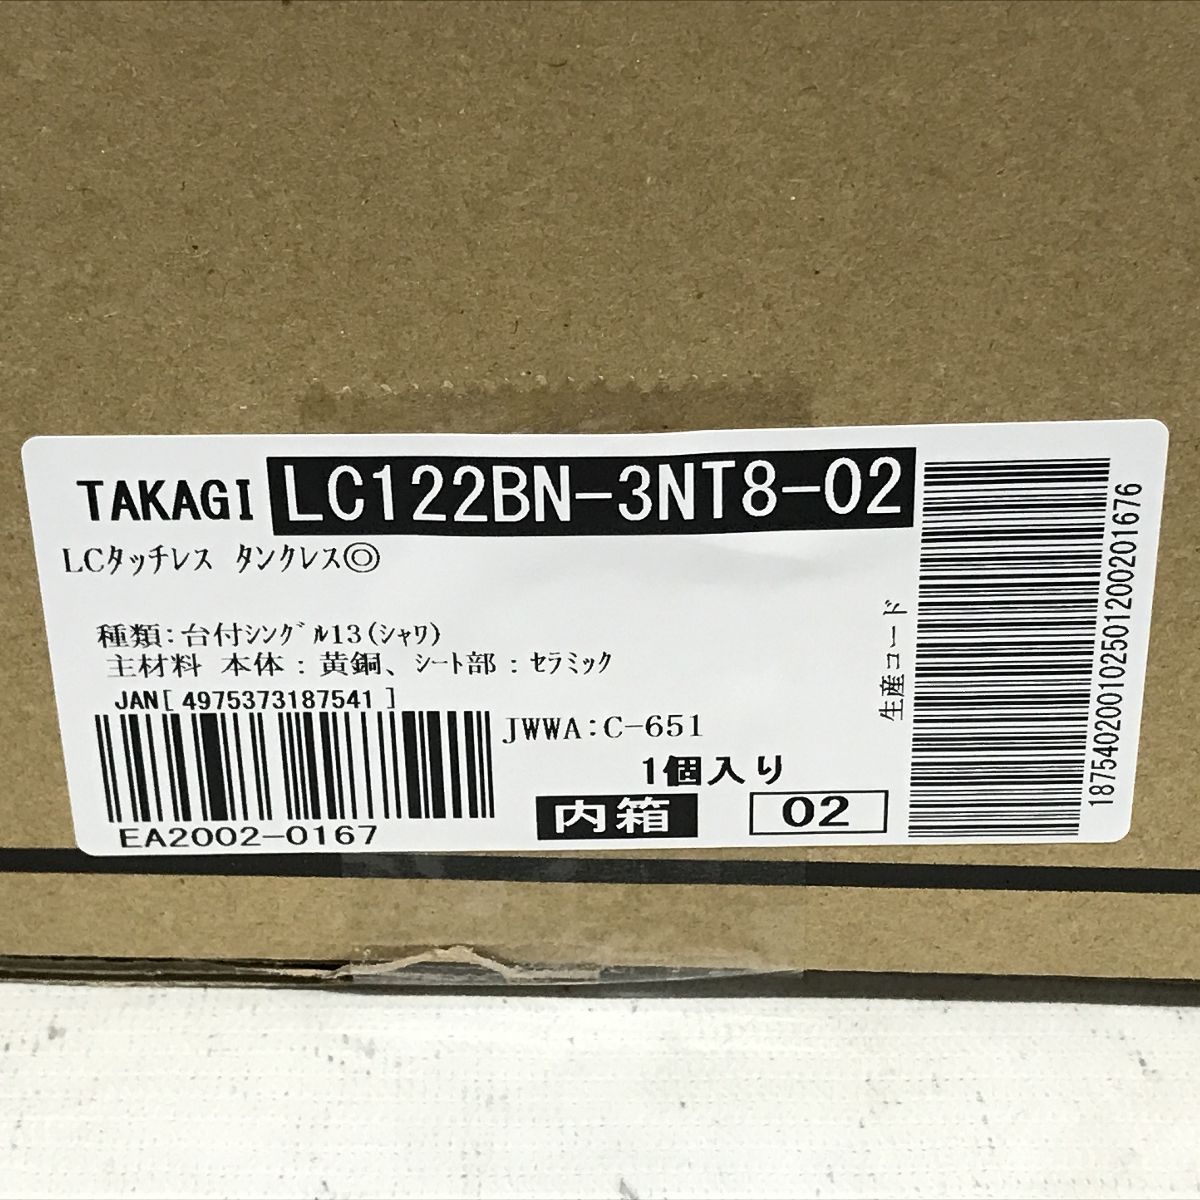 TAKAGI LC122BN-3NT8-02
LCタッチレス タンクレス◎
種類:台付シングル13(シャワ)
主材料 本体:黄銅、シート部:セラミック
JAN[ 4975373187541 ]
JWWA:C-651
1個入り
EA2002-0167
内箱
02
生産コード
18754020010250120020201676